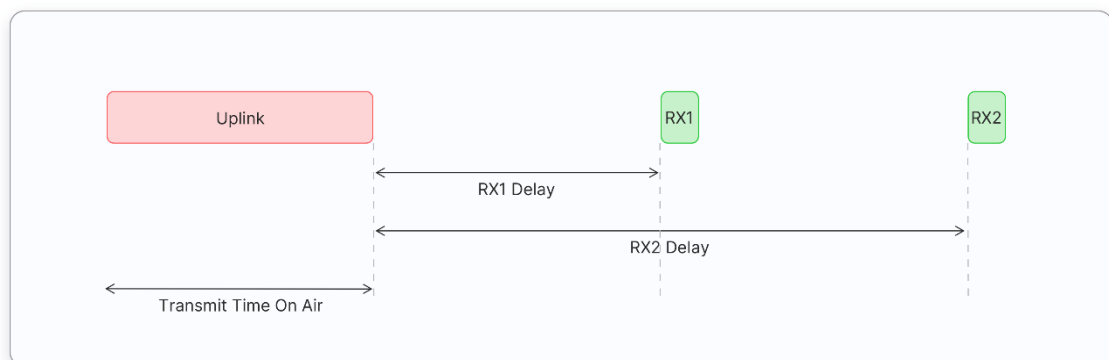 Uplink
RX1
RX2
RX1 Delay
RX2 Delay
Transmit Time On Air